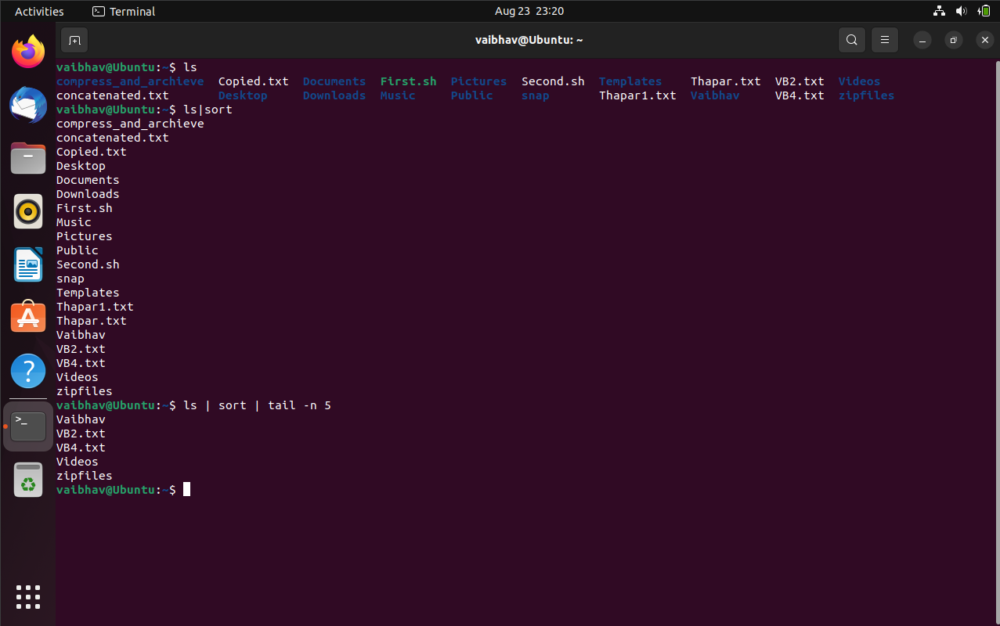 Activities Terminal Aug 23 23:20
vaibhav@Ubuntu: ~
vaibhav@Ubuntu:~$ ls
compress_and_archieve Copied.txt Documents First.sh Pictures Second.sh Templates Thapar.txt VB2.txt Videos
concatenated.txt Desktop Downloads Music Public snap Thapar1.txt Vaibhav VB4.txt zipfiles
vaibhav@Ubuntu:~$ ls|sort
compress_and_archieve
concatenated.txt
Copied.txt
Desktop
Documents
Downloads
First.sh
Music
Pictures
Public
Second.sh
snap
Templates
Thapar1.txt
Thapar.txt
Vaibhav
VB2.txt
VB4.txt
Videos
zipfiles
vaibhav@Ubuntu:~$ ls | sort | tail -n 5
Vaibhav
VB2.txt
VB4.txt
Videos
zipfiles
vaibhav@Ubuntu:~$